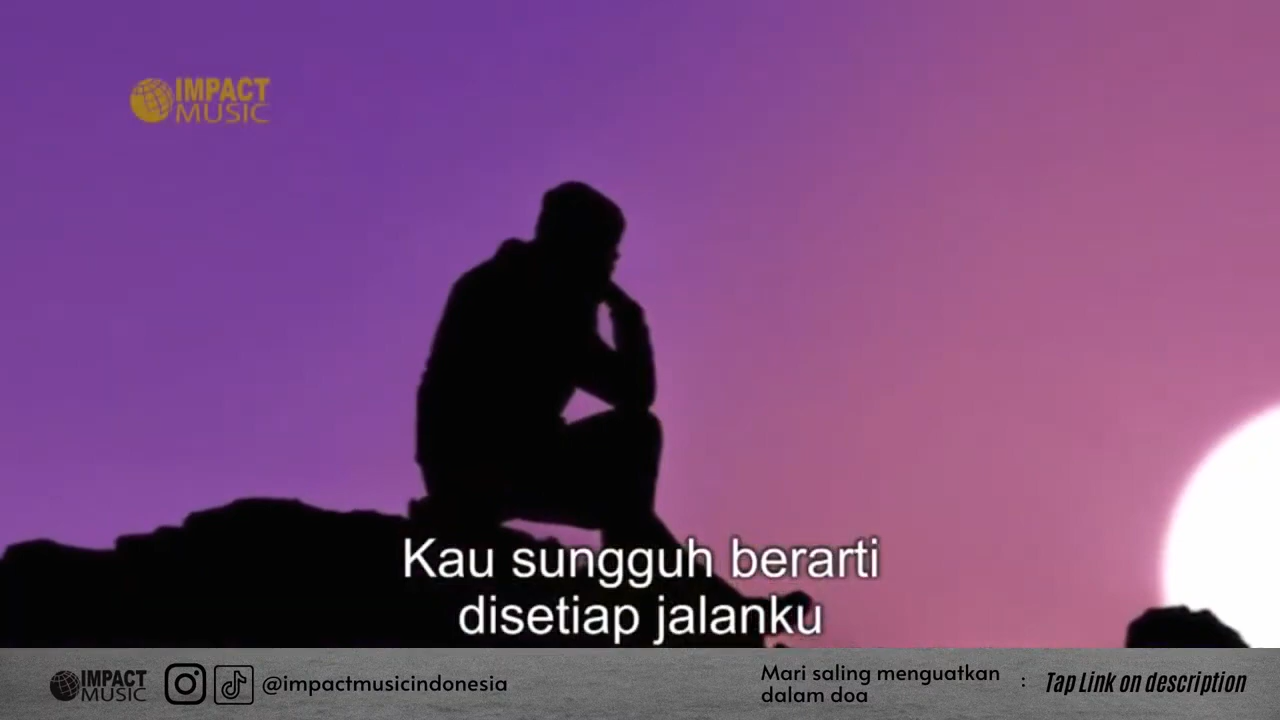 IMPACT
MUSIC
Kau sungguh berarti
disetiap jalanku
IMPACT
MUSIC
@impactmusicindonesia
Mari saling menguatkan
dalam doa
: Tap Link on description